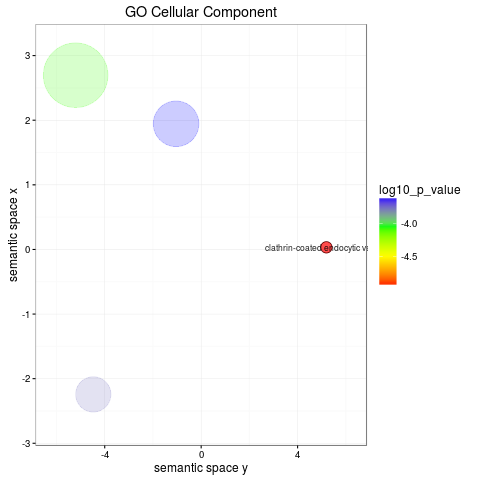 GO Cellular Component
3
2
1
0
-1
-2
-3
-4
0
4
semantic space x
semantic space y
clathrin-coated endocytic
log10_p_value
-4.0
-4.5